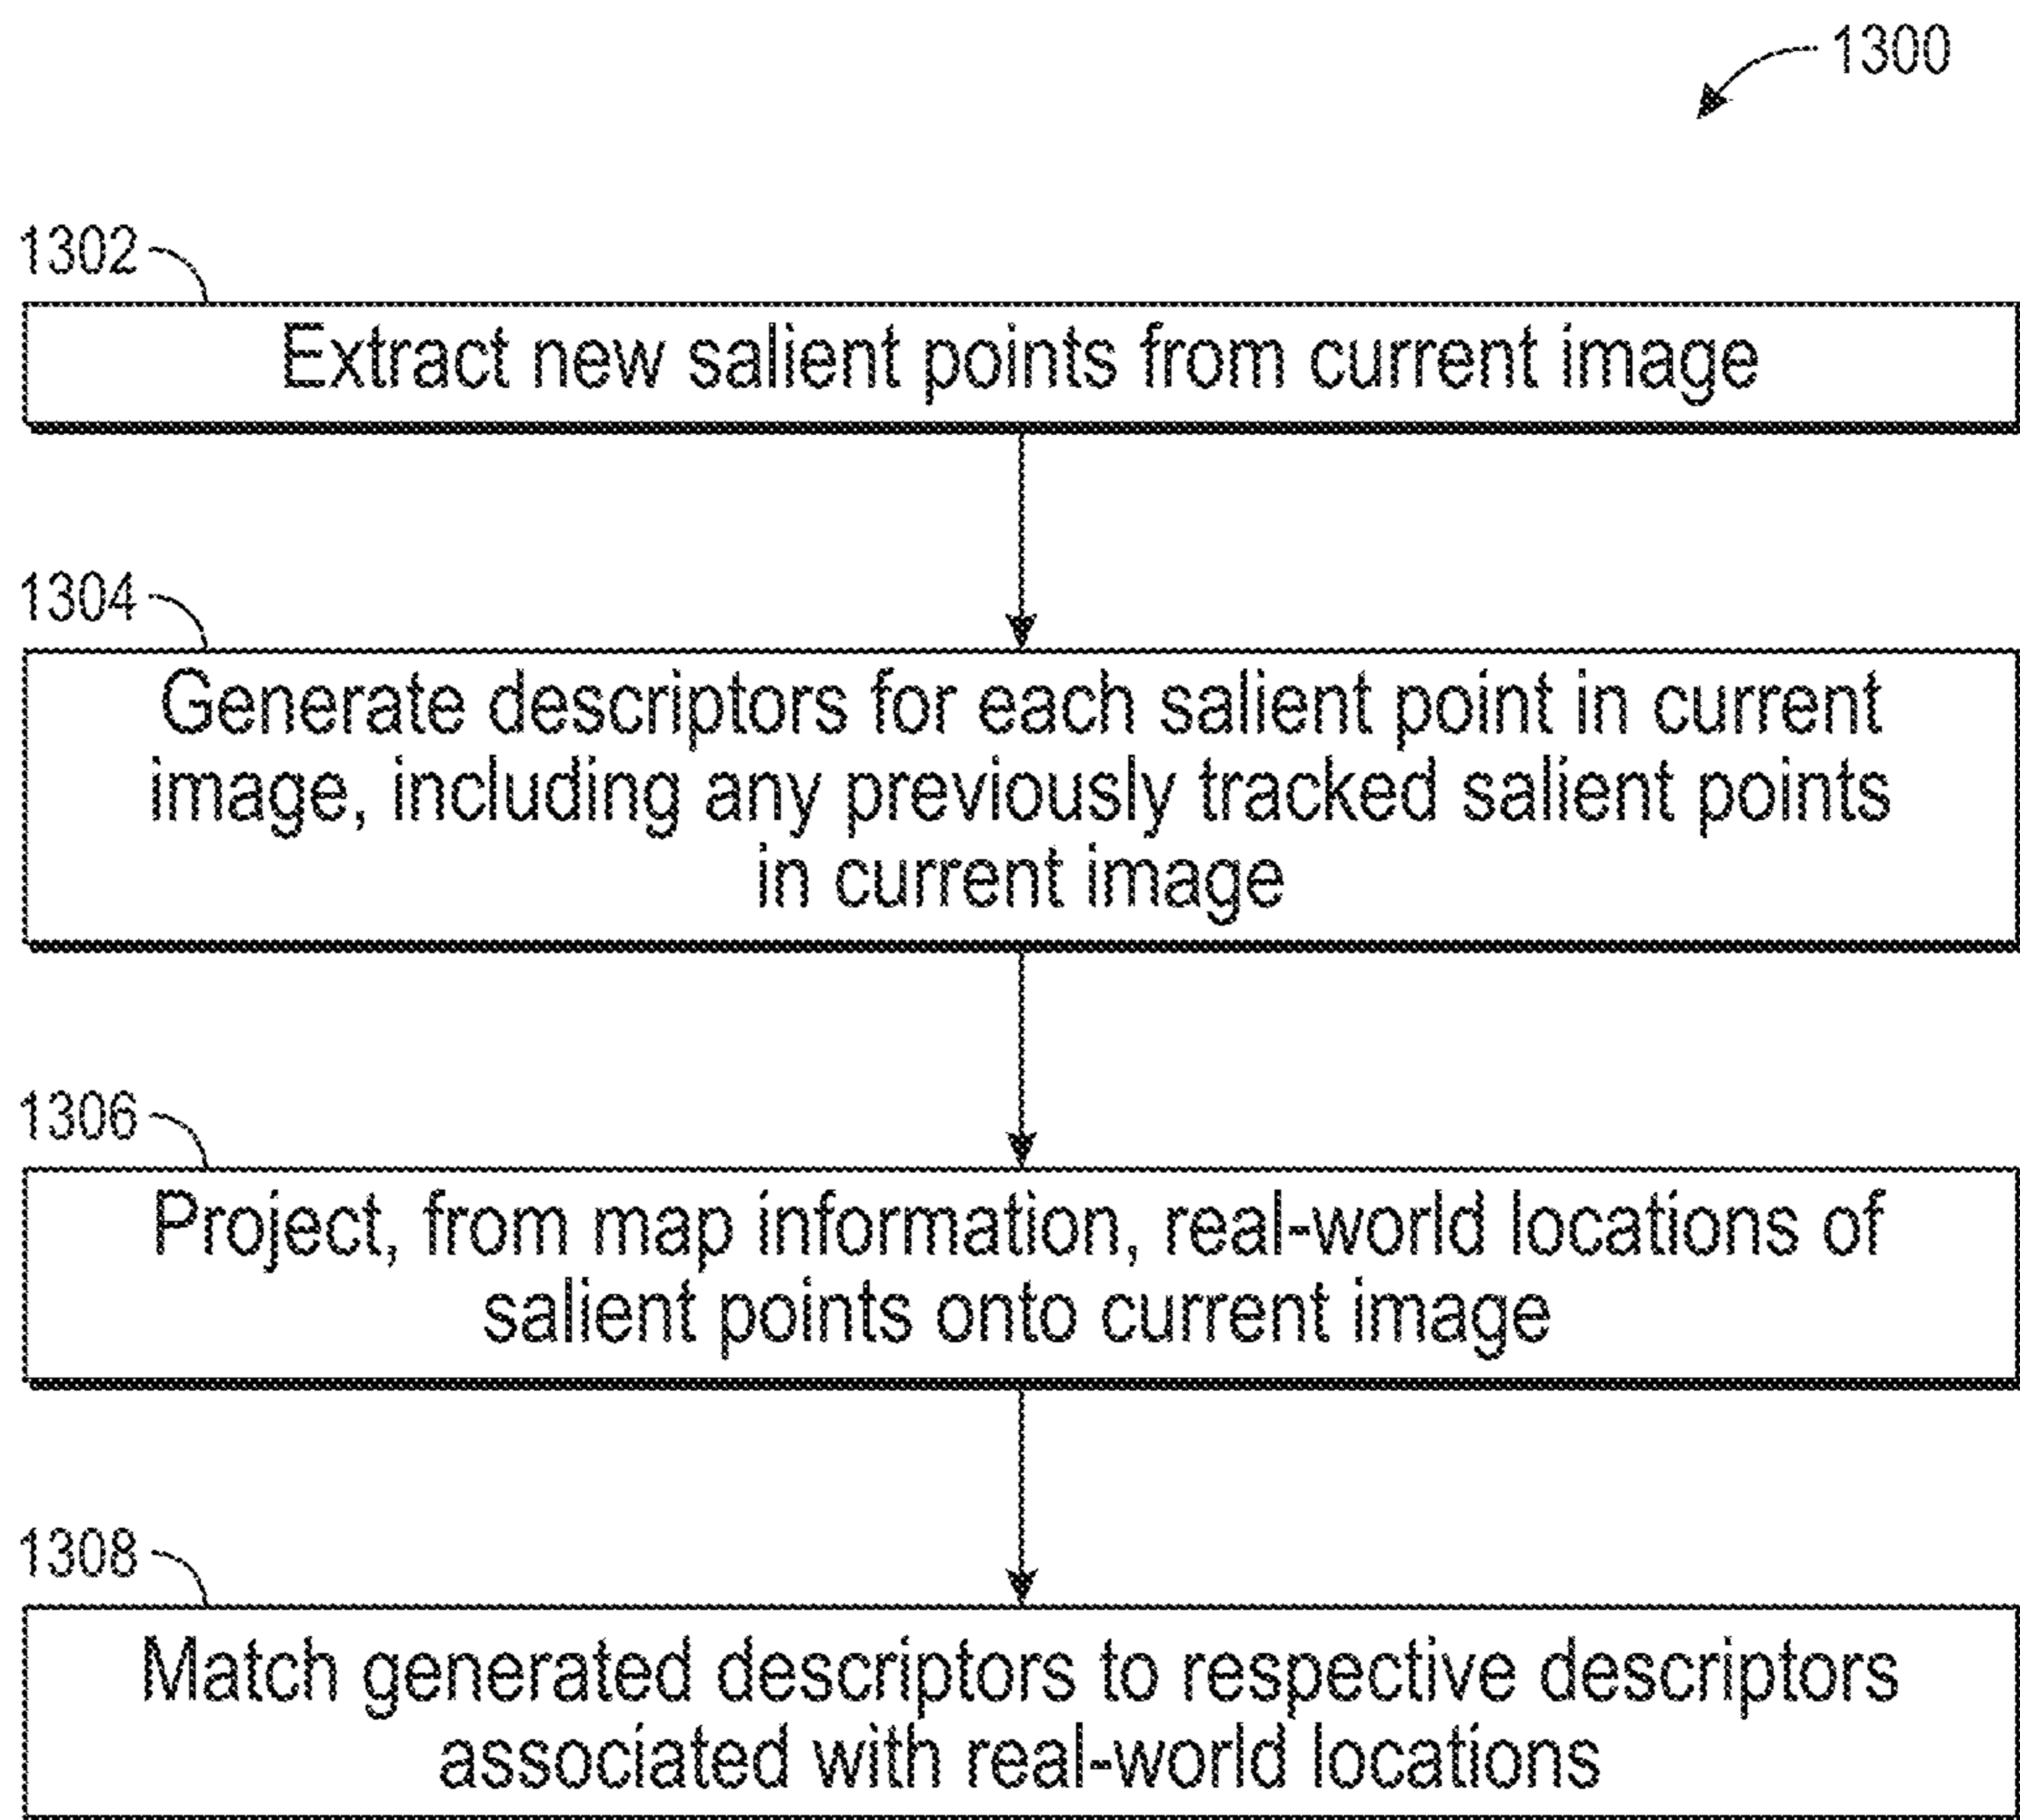 1300
1302
Extract new salient points from current image
1304
Generate descriptors for each salient point in current
image, including any previously tracked salient points
in current image
1306
Project, from map information, real-world locations of
salient points onto current image
1308
Match generated descriptors to respective descriptors
associated with real-world locations